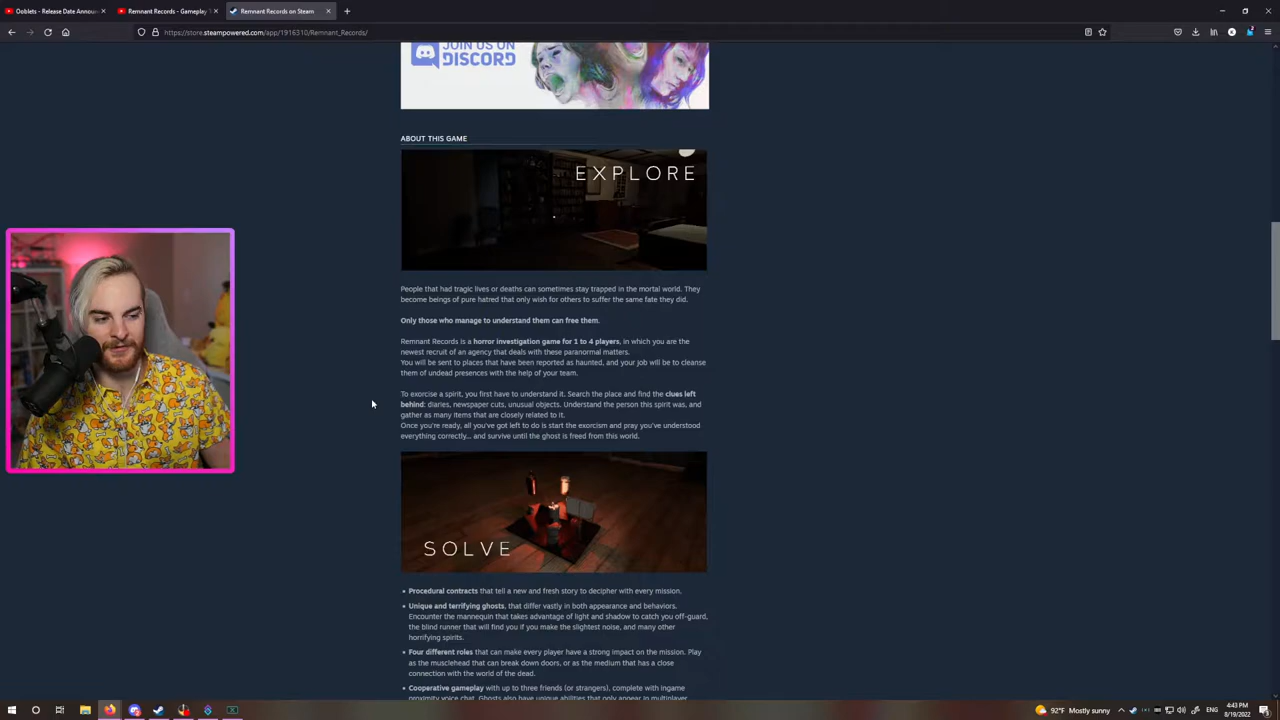 Ooblets - Release Date Announ
Remnant Records - Gameplay T
Remnant Records on Steam
https://store.steampowered.com/app/1916310/Remnant_Records/
JOIN US ON
DISCORD
ABOUT THIS GAME
EXPLORE
People that had tragic lives or deaths can sometimes stay trapped in the mortal world. They
become beings of pure hatred that only wish for others to suffer the same fate they did.
Only those who manage to understand them can free them.
Remnant Records is a horror investigation game for 1 to 4 players, in which you are the
newest recruit of an agency that deals with these paranormal matters.
You will be sent to places that have been reported as haunted, and your job will be to cleanse
them of undead presences with the help of your team.
To exorcise a spirit, you first have to understand it. Search the place and find the clues left
behind: diaries, newspaper cuts, unusual objects. Understand the person this spirit was, and
gather as many items that are closely related to it.
Once you're ready, all you've got left to do is start the exorcism and pray you've understood
everything correctly... and survive until the ghost is freed from this world.
SOLVE
Procedural contracts that tell a new and fresh story to decipher with every mission.
Unique and terrifying ghosts, that differ vastly in both appearance and behaviors.
Encounter the mannequin that takes advantage of light and shadow to catch you off-guard,
the blind runner that will find you if you make the slightest noise, and many other
horrifying spirits.
Four different roles that can make every player have a strong impact on the mission. Play
as the musclehead that can break down doors, or as the medium that has a close
connection with the world of the dead.
Cooperative gameplay with up to three friends (or strangers), complete with ingame
proximity voice chat. Ghosts also have unique abilities that only appear in multiplayer
92°F Mostly sunny
ENG
4:43 PM
8/19/2022